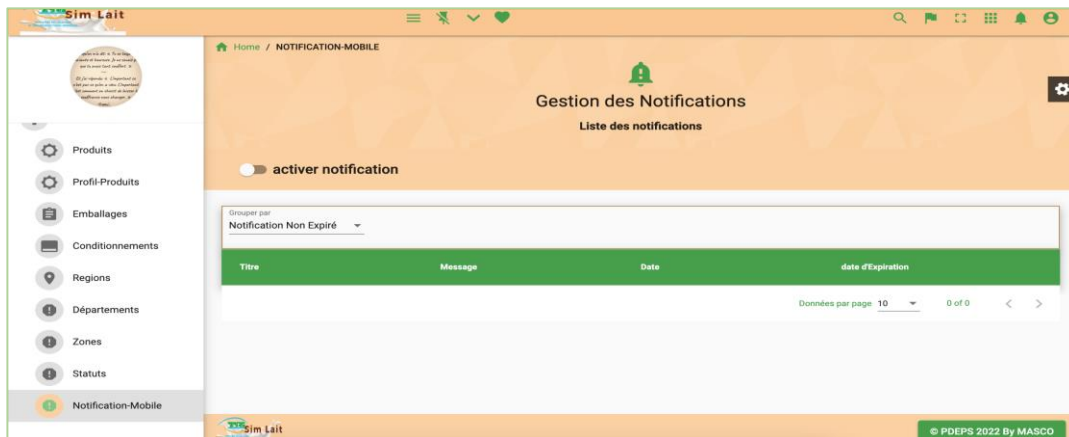 Sim Lait
Home / NOTIFICATION-MOBILE
Gestion des Notifications
Liste des notifications
activer notification
Produits
Profil-Produits
Emballages
Conditionnements
Regions
Départements
Zones
Statuts
Notification-Mobile
Grouper par
Notification Non Expiré
Titre Message Date date d'Expiration
Données par page 10 0 of 0
Sim Lait
© PDEPS 2022 By MASCO